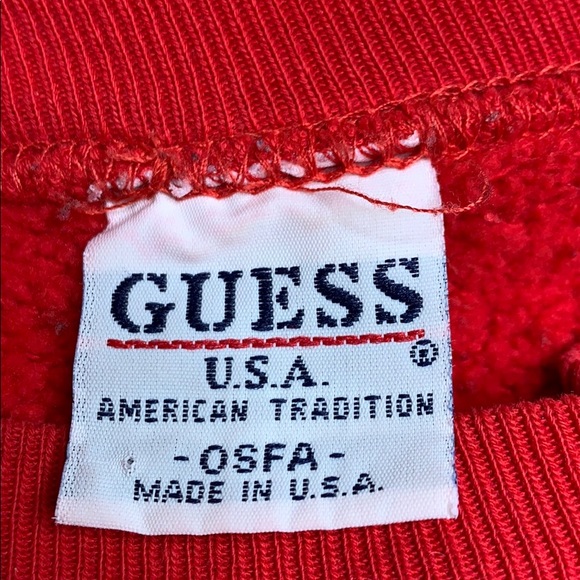 GUESS
®
U.S.A.
AMERICAN TRADITION
-OSFA-
MADE IN U.S.A.